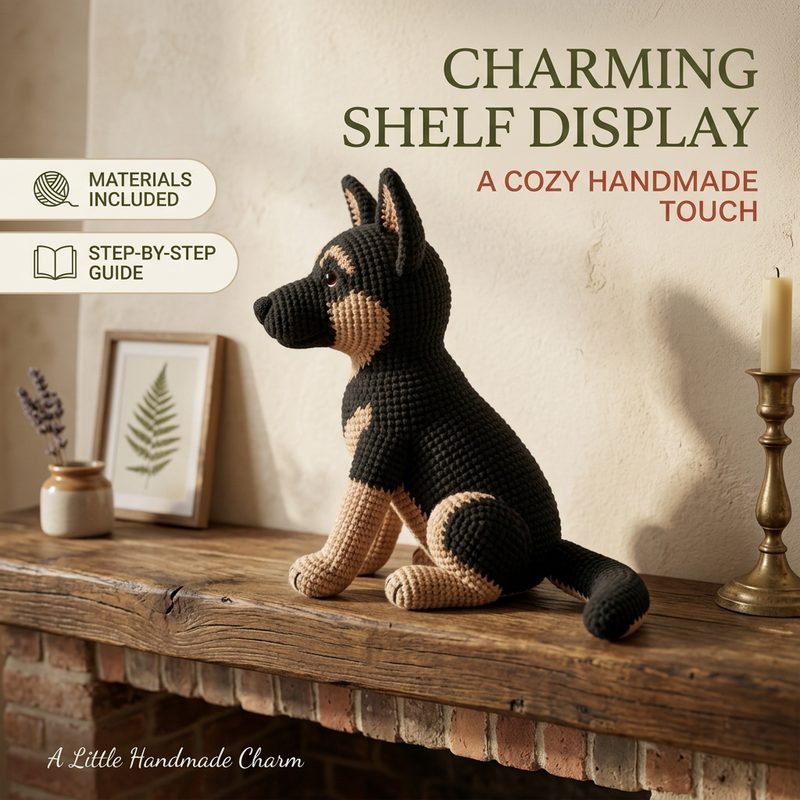 CHARMING
SHELF DISPLAY
A COZY HANDMADE
TOUCH
MATERIALS
INCLUDED
STEP-BY-STEP
GUIDE
A Little Handmade Charm